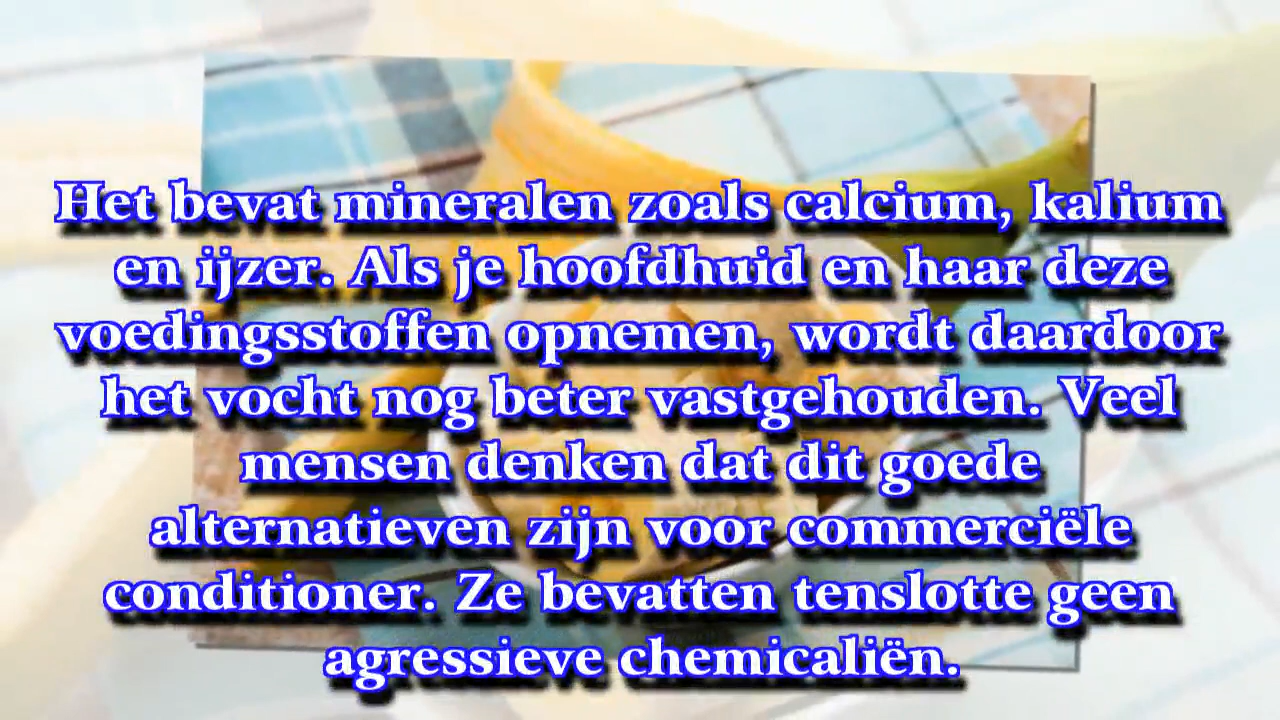 Het bevat mineralen zoals calcium, kalium
en ijzer. Als je hoofdhuid en haar deze
voedingsstoffen opnemen, wordt daardoor
het vocht nog beter vastgehouden. Veel
mensen denken dat dit goede
alternatieven zijn voor commerciële
conditioner. Ze bevatten tenslotte geen
agressieve chemicaliën.